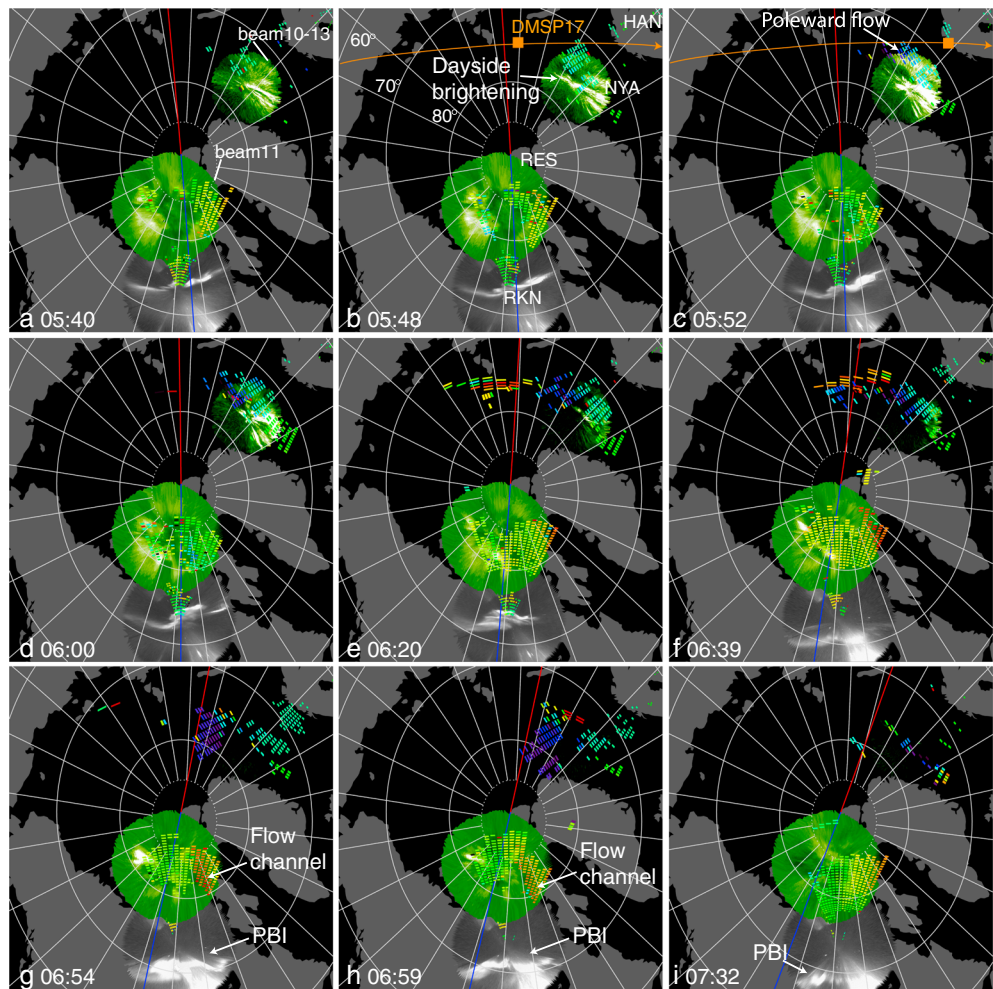 beam10-13
beam11
a 05:40
60°
70°
80°
DMSP17
HAN
Dayside
brightening
NYA
RES
RKN
b 05:48
Poleward flow
c 05:52
d 06:00
e 06:20
f 06:39
Flow
channel
PBI
g 06:54
Flow
channel
PBI
h 06:59
PBI
i 07:32